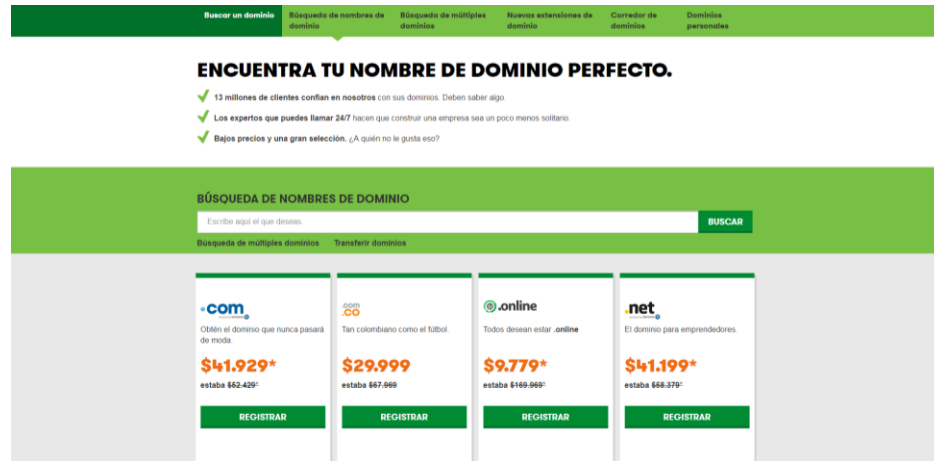 Buscar un dominio
Búsqueda de nombres de dominio
Búsqueda de múltiples dominios
Nuevas extensiones de dominio
Corredor de dominios
Dominios personales
ENCUENTRA TU NOMBRE DE DOMINIO PERFECTO.
13 millones de clientes confían en nosotros con sus dominios. Deben saber algo.
Los expertos que puedes llamar 24/7 hacen que construir una empresa sea un poco menos solitario.
Bajos precios y una gran selección. ¿A quién no le gusta eso?
BÚSQUEDA DE NOMBRES DE DOMINIO
Escribe aquí el que deseas.
BUSCAR
Búsqueda de múltiples dominios
Transferir dominios
.com
Obtén el dominio que nunca pasará
de moda.
$41.929*
estaba $52.429*
REGISTRAR
.com
.co
Tan colombiano como el fútbol.
$29.999
estaba $67.969
REGISTRAR
.online
Todos desean estar .online
$9.779*
estaba $169.969*
REGISTRAR
.net
El dominio para emprendedores.
$41.199*
estaba $58.379*
REGISTRAR